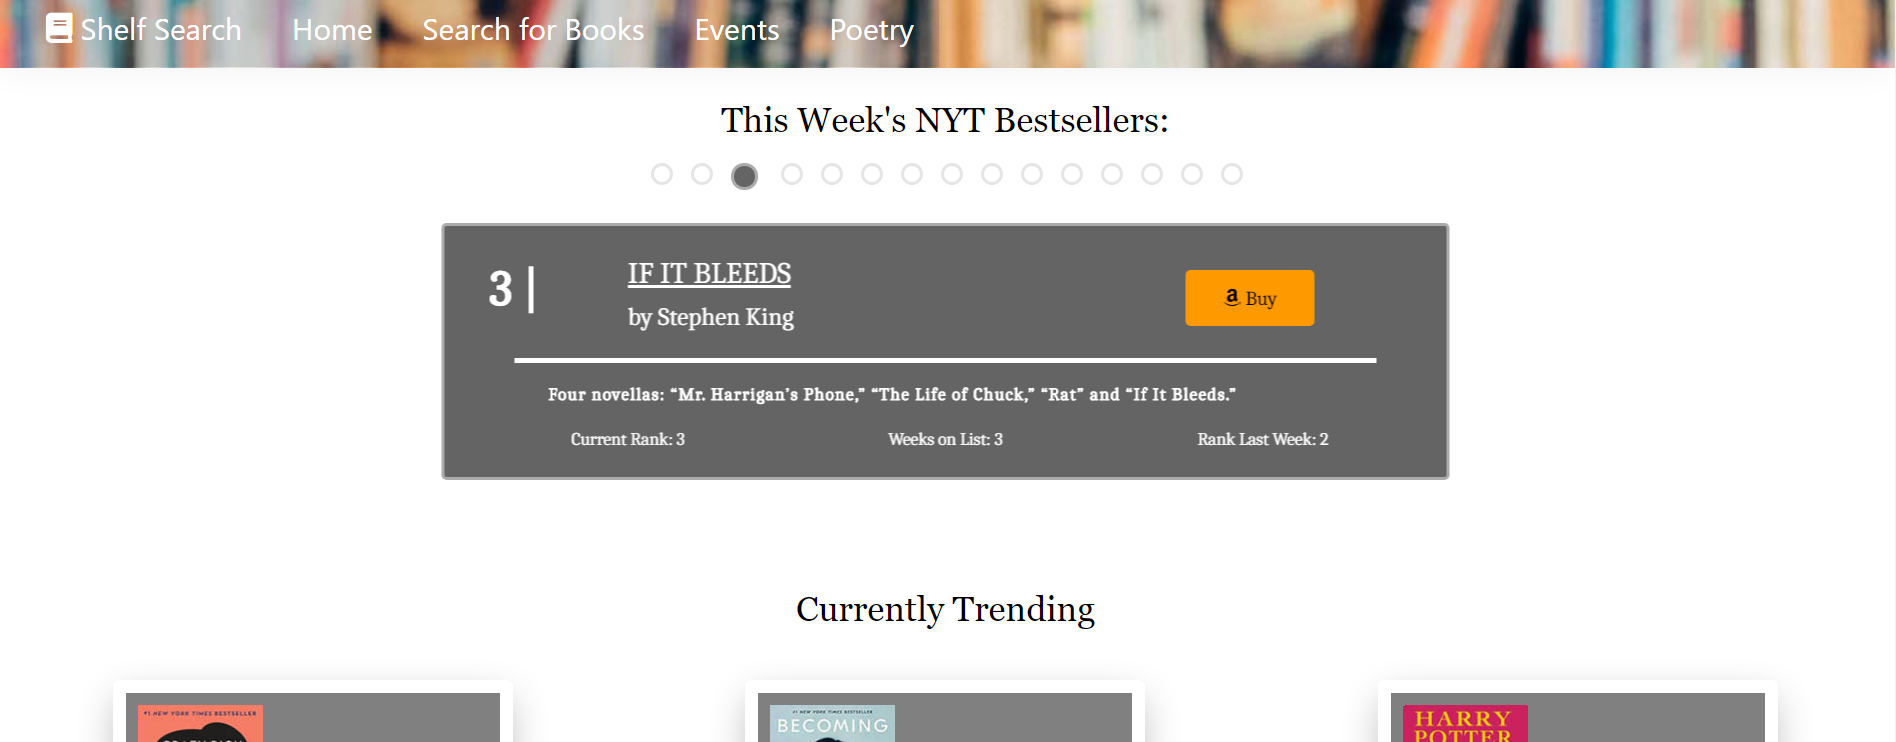 Shelf Search Home Search for Books Events Poetry
This Week's NYT Bestsellers:
3 | IF IT BLEEDS
by Stephen King
Buy
Four novellas: “Mr. Harrigan’s Phone,” “The Life of Chuck,” “Rat” and “If It Bleeds.”
Current Rank: 3 Weeks on List: 3 Rank Last Week: 2
Currently Trending
#1 NEW YORK TIMES BESTSELLER
#1 NEW YORK TIMES BESTSELLER
BECOMING
HARRY
POTTER